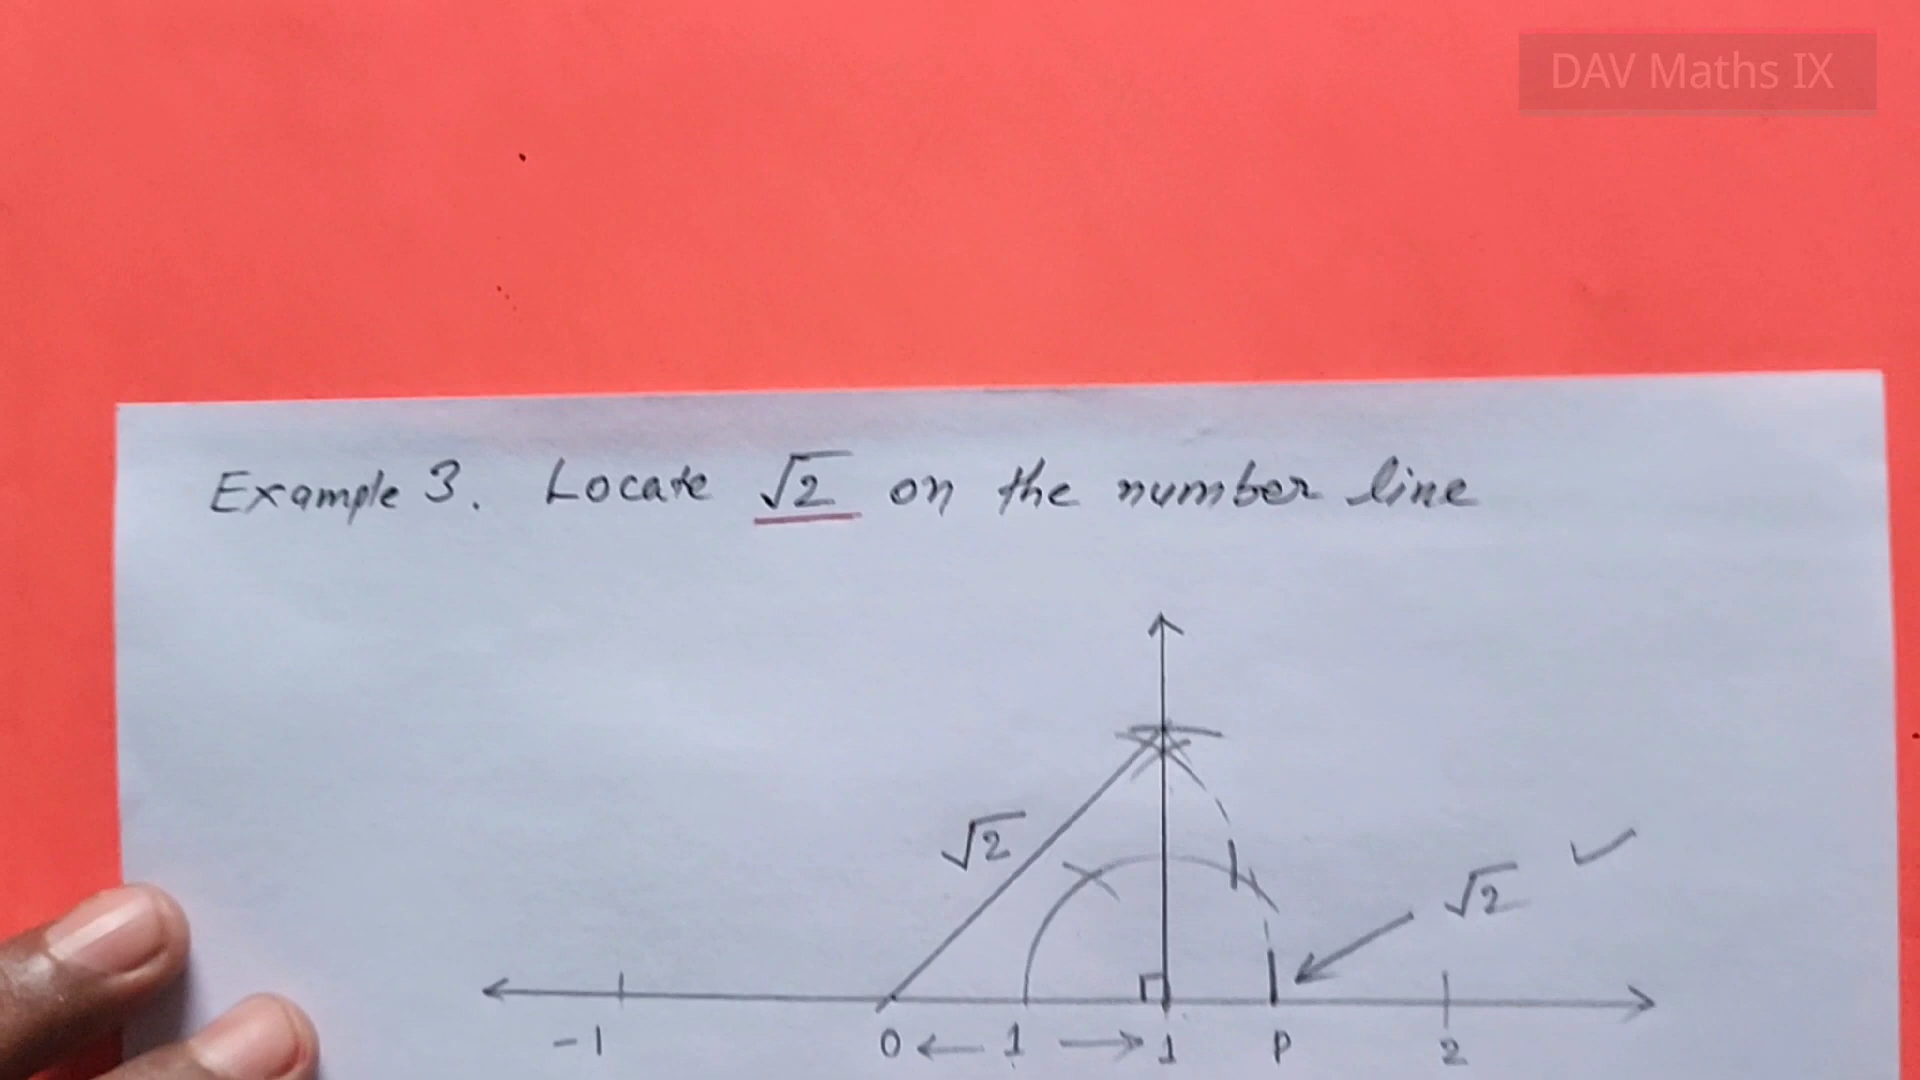 DAV Maths IX
Example 3. Locate √2 on the number line
√2
√2
-1 0 ← 1 → 1 P 2